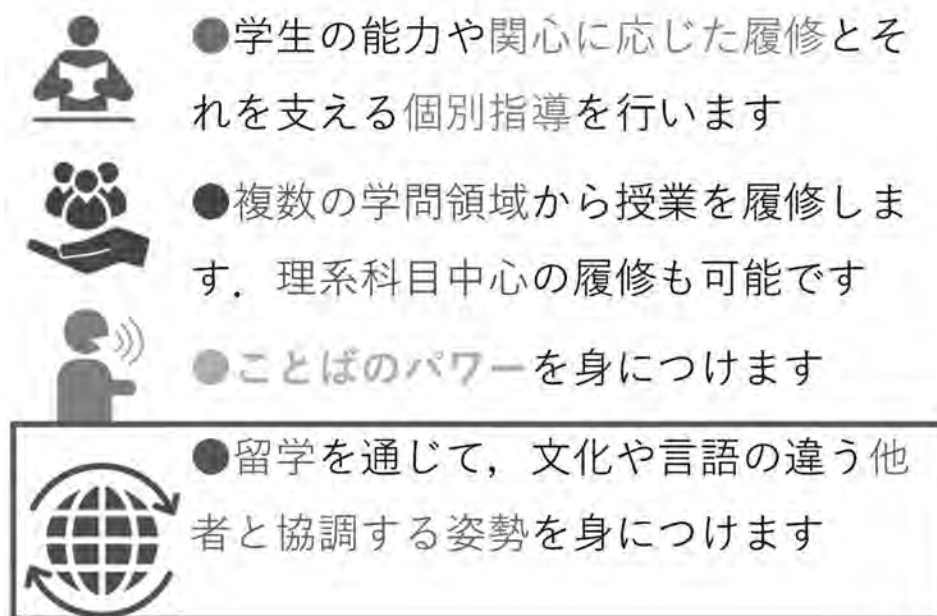 ●学生の能力や関心に応じた履修とそ
れを支える個別指導を行います
●複数の学問領域から授業を履修しま
す．理系科目中心の履修も可能です
●ことばのパワーを身につけます
●留学を通じて，文化や言語の違う他
者と協調する姿勢を身につけます